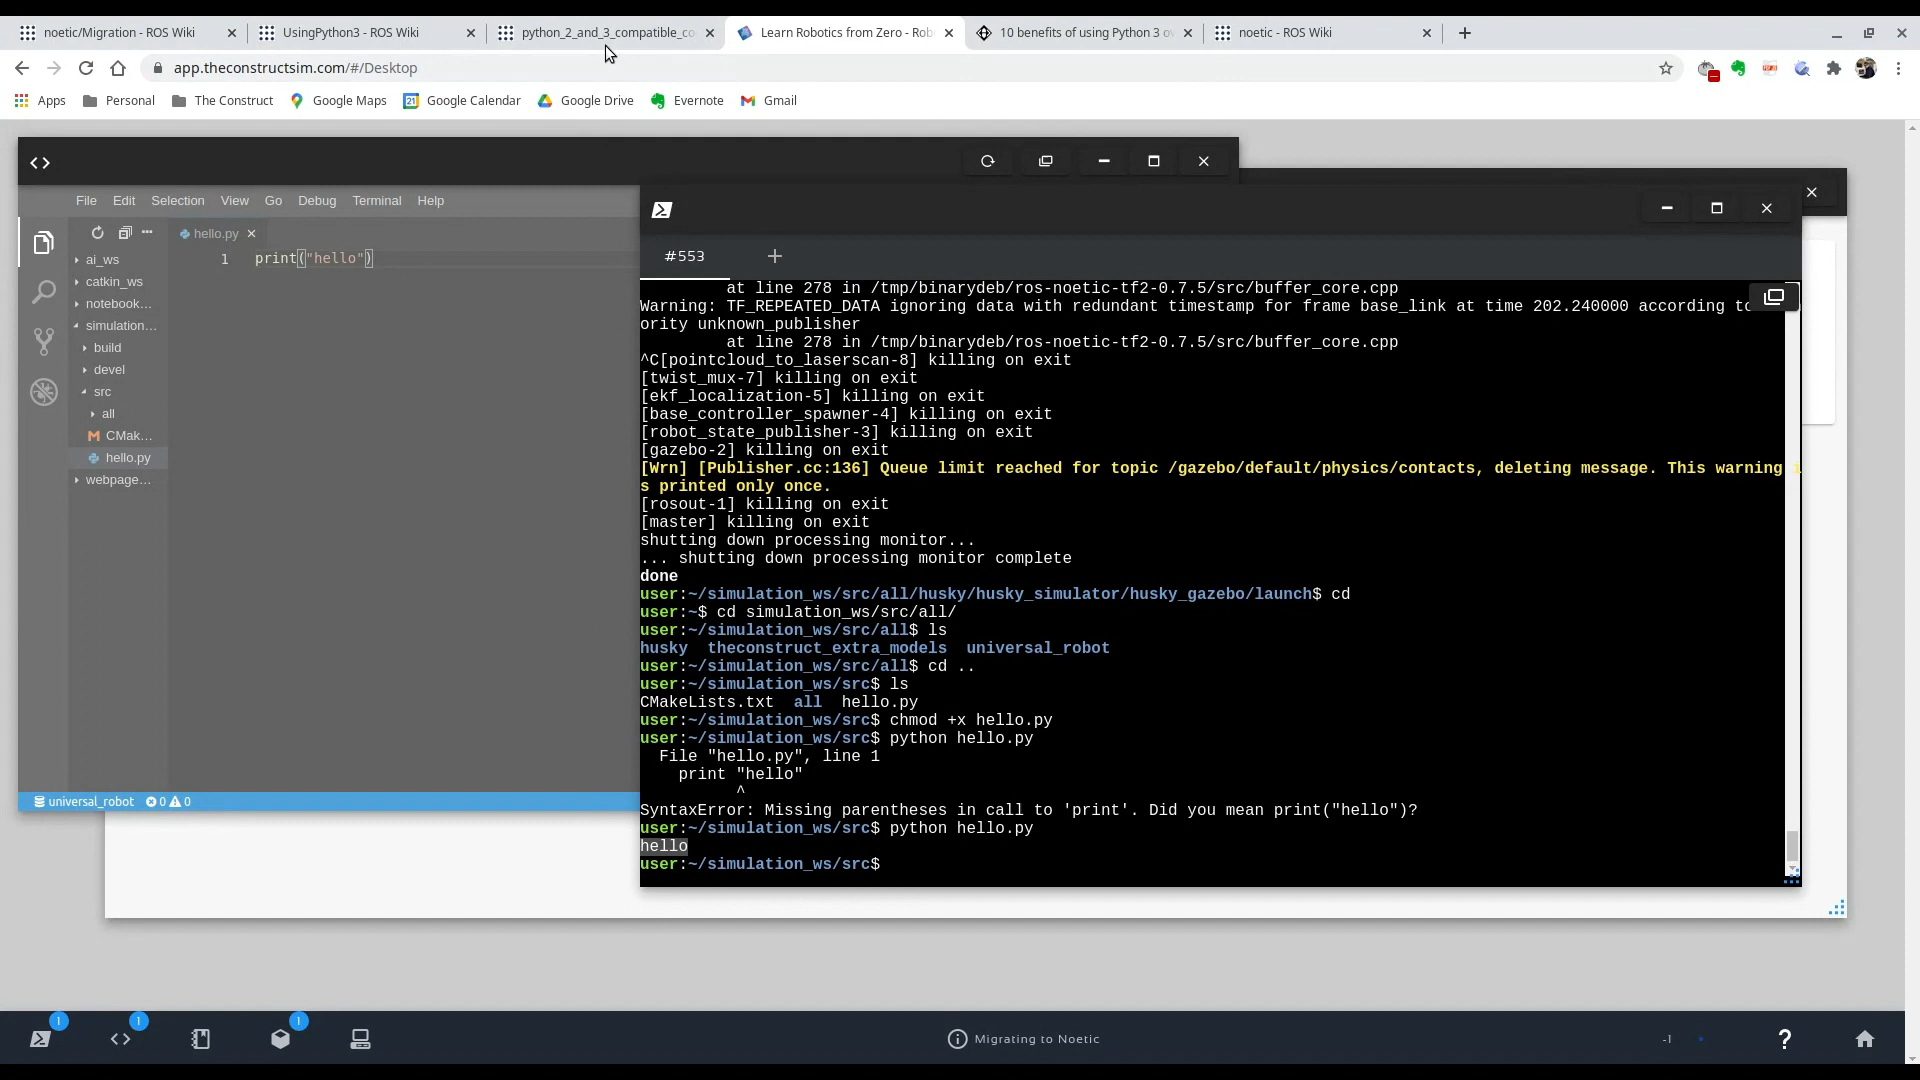 noetic/Migration - ROS Wiki
UsingPython3 - ROS Wiki
python_2_and_3_compatible_co
Learn Robotics from Zero - Rob
10 benefits of using Python 3 o
noetic - ROS Wiki
app.theconstructsim.com/#/Desktop
Apps Personal The Construct Google Maps 21 Google Calendar Google Drive Evernote Gmail
File Edit Selection View Go Debug Terminal Help
hello.py
1 print("hello")
ai_ws
catkin_ws
notebook...
simulation...
build
devel
src
all
CMak...
hello.py
webpage...
universal_robot 0 0
#553
at line 278 in /tmp/binarydeb/ros-noetic-tf2-0.7.5/src/buffer_core.cpp
Warning: TF_REPEATED_DATA ignoring data with redundant timestamp for frame base_link at time 202.240000 according to
ority unknown_publisher
at line 278 in /tmp/binarydeb/ros-noetic-tf2-0.7.5/src/buffer_core.cpp
^C[pointcloud_to_laserscan-8] killing on exit
[twist_mux-7] killing on exit
[ekf_localization-5] killing on exit
[base_controller_spawner-4] killing on exit
[robot_state_publisher-3] killing on exit
[gazebo-2] killing on exit
[Wrn] [Publisher.cc:136] Queue limit reached for topic /gazebo/default/physics/contacts, deleting message. This warning i
s printed only once.
[rosout-1] killing on exit
[master] killing on exit
shutting down processing monitor...
... shutting down processing monitor complete
done
user:~/simulation_ws/src/all/husky/husky_simulator/husky_gazebo/launch$ cd
user:~$ cd simulation_ws/src/all/
user:~/simulation_ws/src/all$ ls
husky theconstruct_extra_models universal_robot
user:~/simulation_ws/src/all$ cd ..
user:~/simulation_ws/src$ ls
CMakeLists.txt all hello.py
user:~/simulation_ws/src$ chmod +x hello.py
user:~/simulation_ws/src$ python hello.py
File "hello.py", line 1
print "hello"
^
SyntaxError: Missing parentheses in call to 'print'. Did you mean print("hello")?
user:~/simulation_ws/src$ python hello.py
hello
user:~/simulation_ws/src$
1 1 1
Migrating to Noetic
-1
?